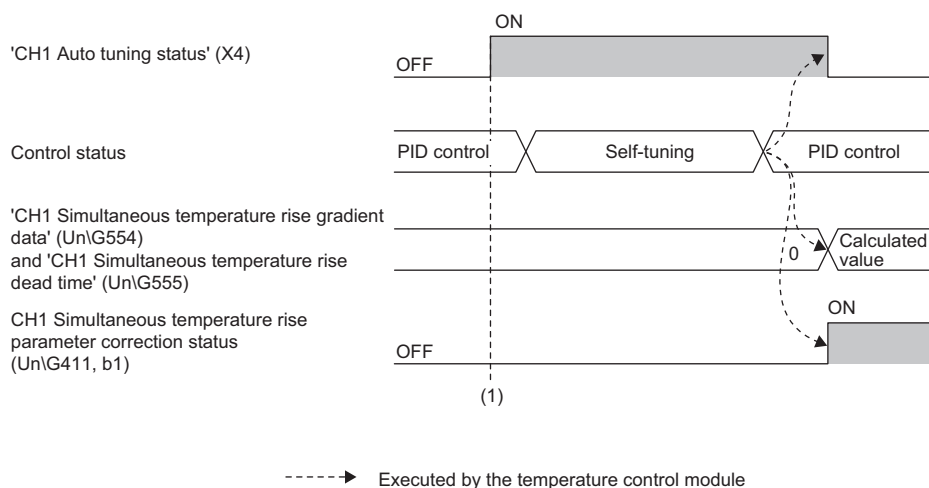 ON
'CH1 Auto tuning status' (X4)
OFF
Control status
PID control
Self-tuning
PID control
'CH1 Simultaneous temperature rise gradient
data' (Un\G554)
and 'CH1 Simultaneous temperature rise
dead time' (Un\G555)
0
Calculated
value
CH1 Simultaneous temperature rise
parameter correction status
(Un\G411, b1)
ON
OFF
(1)
Executed by the temperature control module